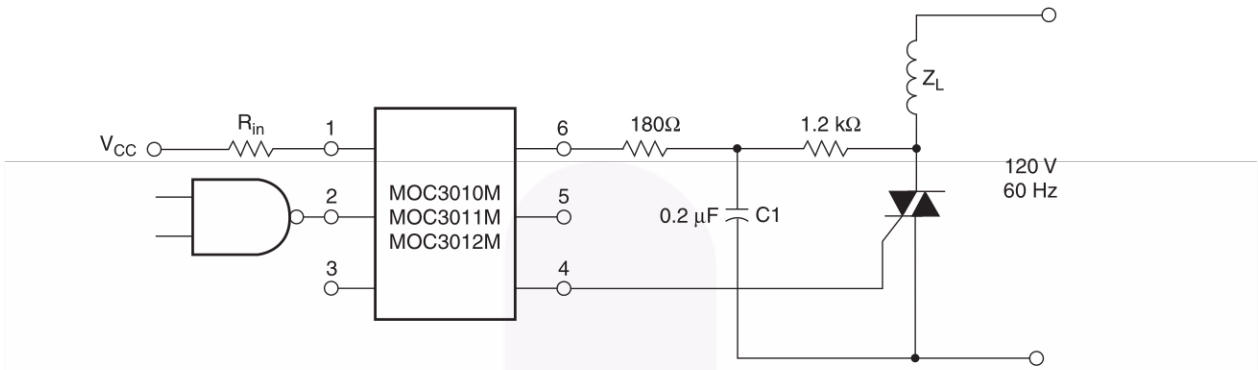 Z_L
R_in
1
6
180Ω
1.2 kΩ
V_CC
120 V
60 Hz
MOC3010M
MOC3011M
MOC3012M
2
5
0.2 μF
C1
3
4